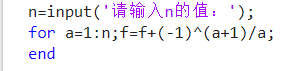 n=input('请输入n的值：');
for a=1:n;f=f+(-1)^(a+1)/a;
end